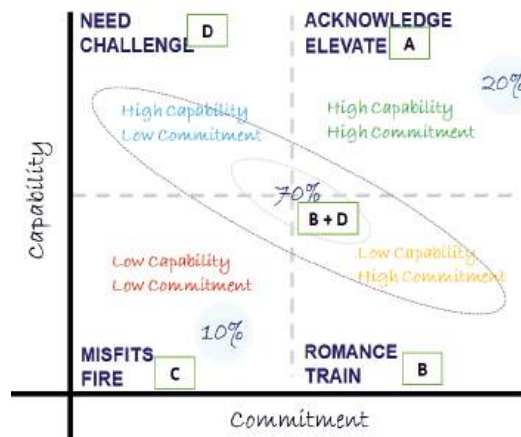 NEED
CHALLENGE
D
ACKNOWLEDGE
ELEVATE
A
20%
High Capability
Low Commitment
High Capability
High Commitment
70%
B + D
Low Capability
Low Commitment
Low Capability
High Commitment
10%
MISFITS
FIRE
C
ROMANCE
TRAIN
B
Capability
Commitment